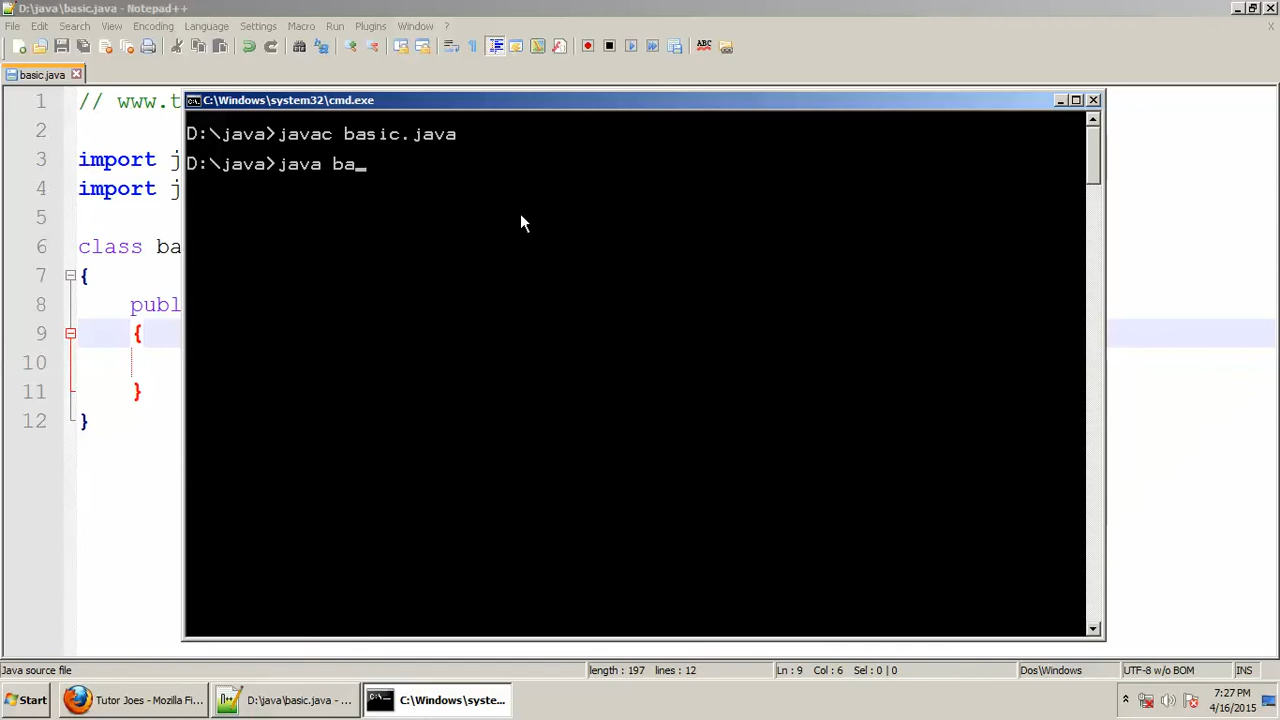 D:\java\basic.java - Notepad++
File Edit Search View Encoding Language Settings Macro Run Plugins Window ?
basic.java
C:\Windows\system32\cmd.exe
1 // www.t
2
3 import j
4 import j
5
6 class ba
7 {
8 publ
9 {
10
11 }
12 }
D:\java>javac basic.java
D:\java>java ba_
Java source file length : 197 lines : 12 Ln : 9 Col : 6 Sel : 0 | 0 Dos\Windows UTF-8 w/o BOM INS
Start Tutor Joes - Mozilla Fi... D:\java\basic.java - ... C:\Windows\syste... 7:27 PM
4/16/2015